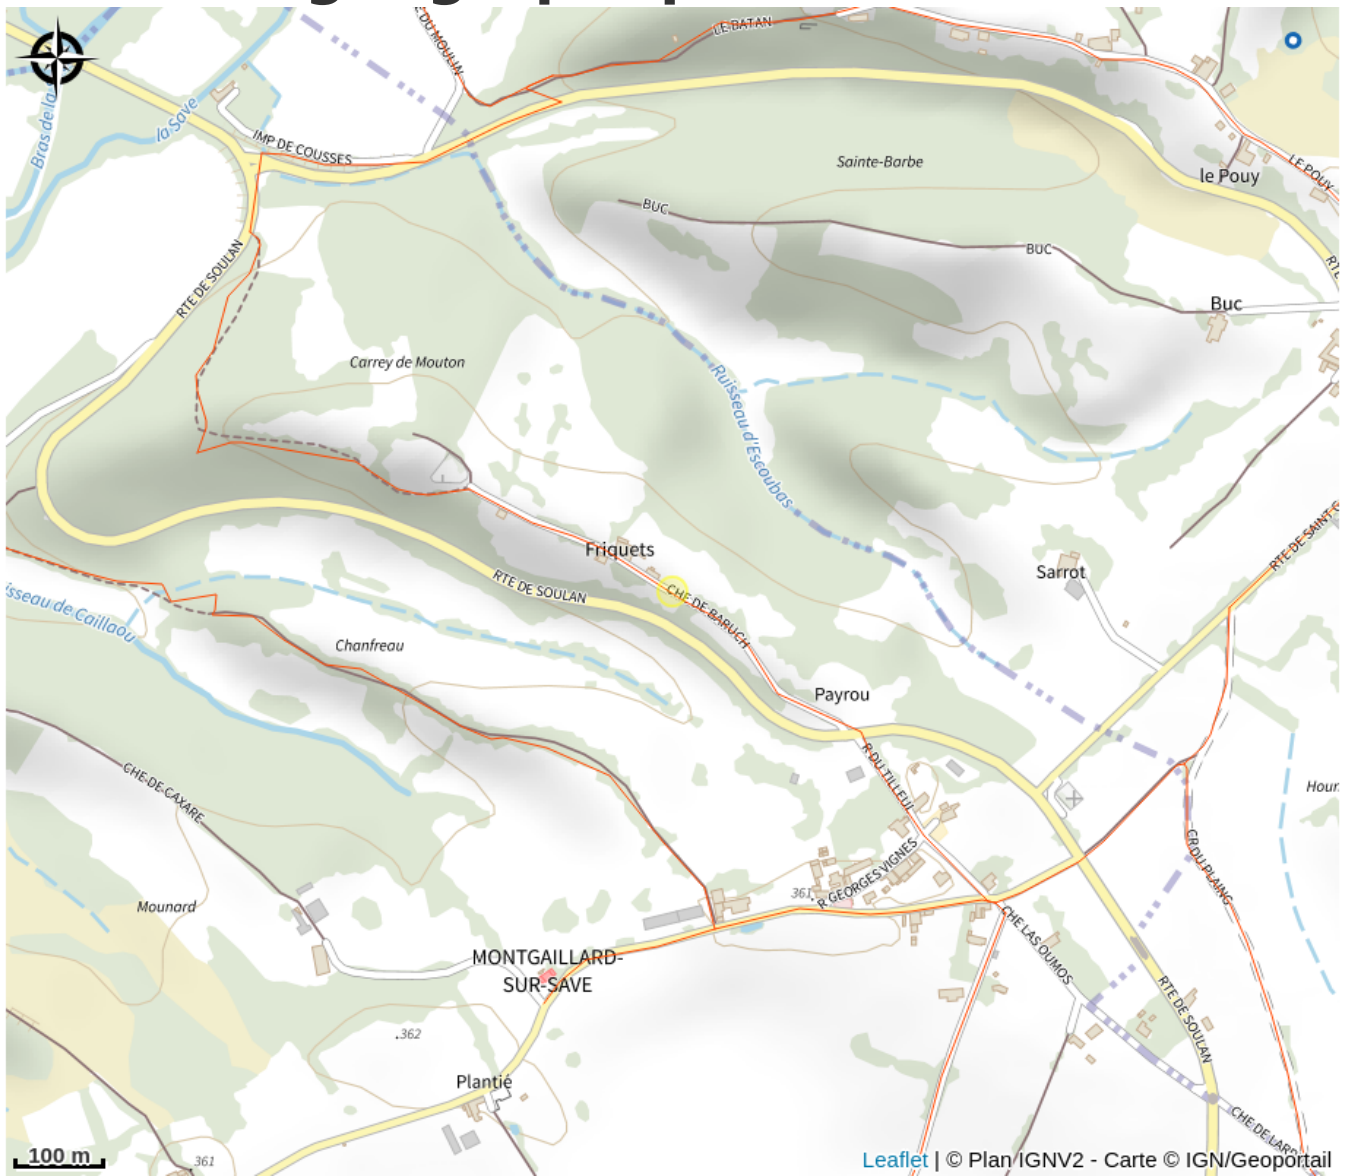 DU MOULIN
LE BATAN
Bras de la
la Save
IMP DE COUSSES
Sainte-Barbe
le Pouy
LE POUY
BUC
BUC
RTE DE SOULAN
Buc
Carrey de Mouton
Ruisseau d'Escoubas
RTE DE SAINT
Friquets
Sarrot
RTE DE SOULAN
CHE DE BARUCH
isseau de Caillaou
Chanfreau
Payrou
R DU TILLEUL
CHE DE CAXARE
Hour
CR DU PLAING
R GEORGES VIGNES
361
Mounard
CHE LAS OUMOS
MONTGAILLARD-
SUR-SAVE
RTE DE SOULAN
.362
Plantié
CHE DE LARD
100 m
.361
Leaflet | © Plan IGNV2 - Carte © IGN/Geoportail